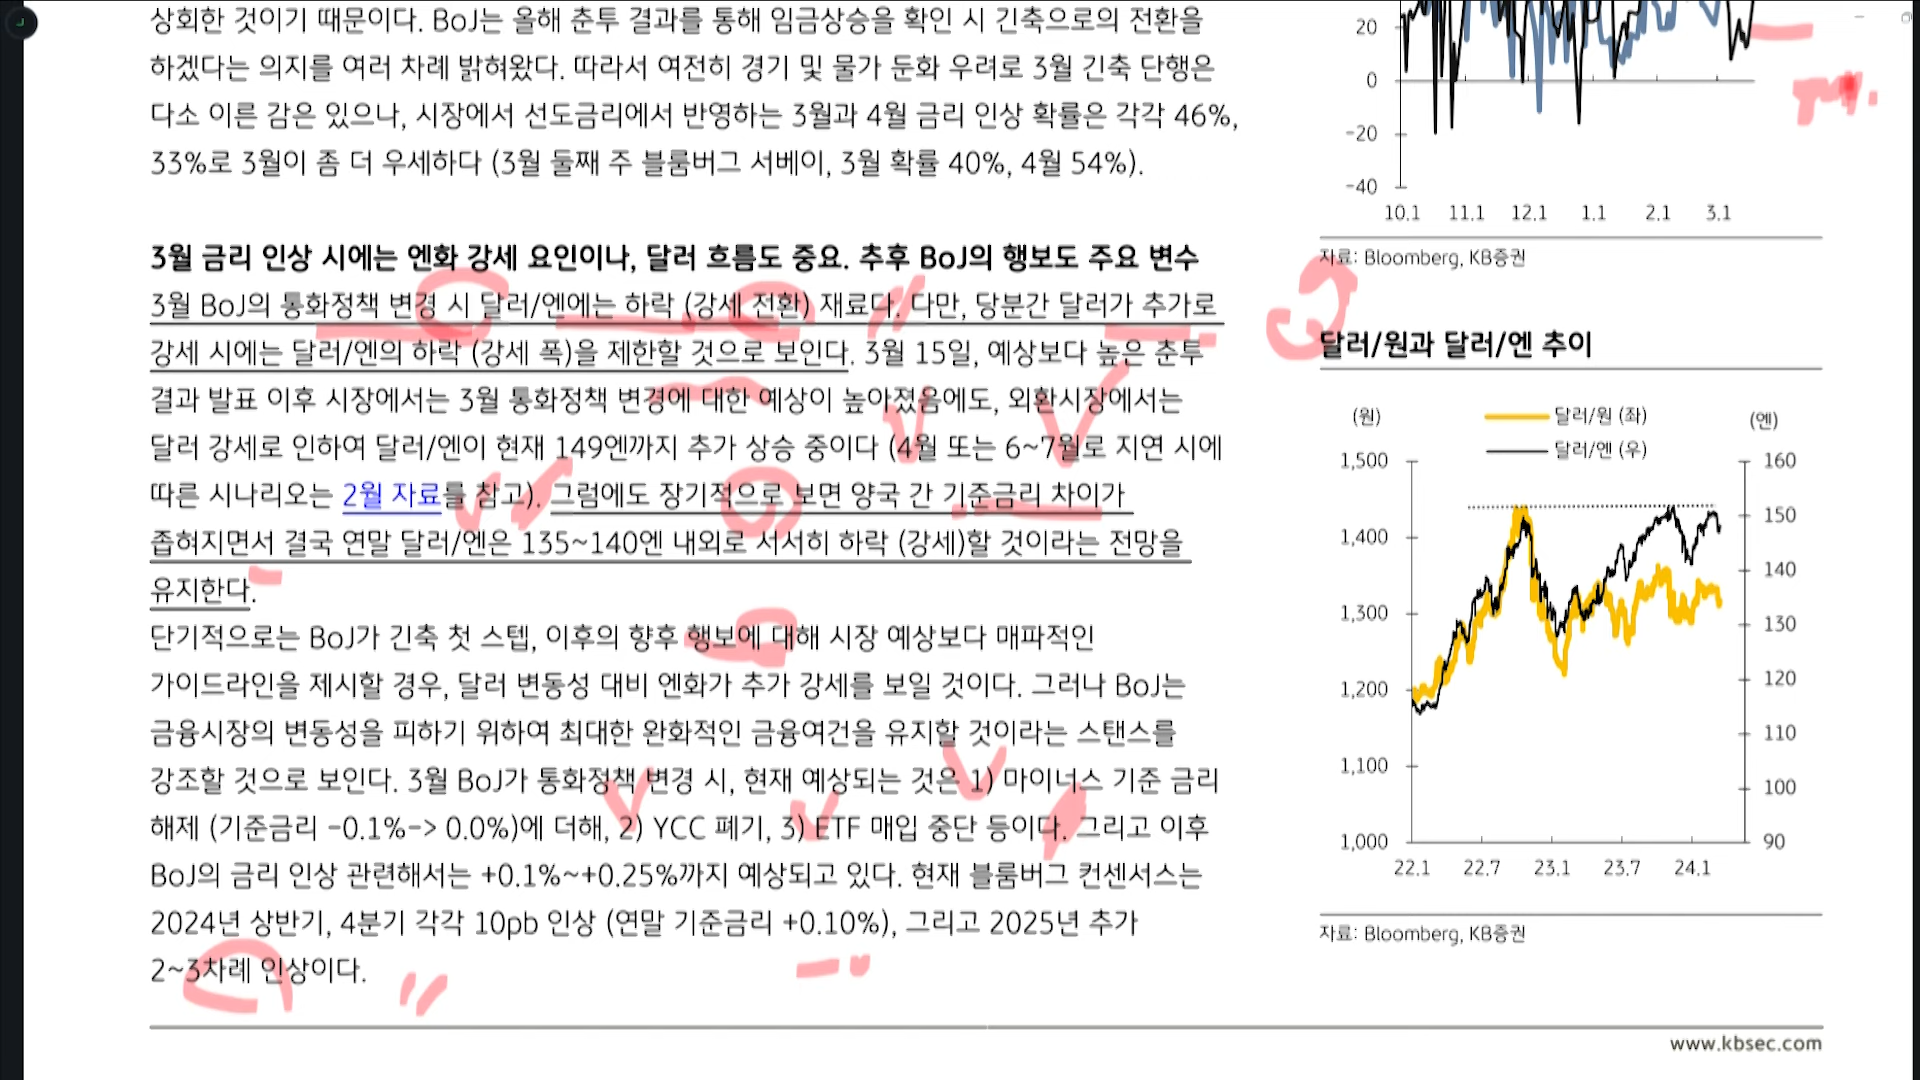 상회한 것이기 때문이다. BoJ는 올해 춘투 결과를 통해 임금상승을 확인 시 긴축으로의 전환을
하겠다는 의지를 여러 차례 밝혀왔다. 따라서 여전히 경기 및 물가 둔화 우려로 3월 긴축 단행은
다소 이른 감은 있으나, 시장에서 선도금리에서 반영하는 3월과 4월 금리 인상 확률은 각각 46%,
33%로 3월이 좀 더 우세하다 (3월 둘째 주 블룸버그 서베이, 3월 확률 40%, 4월 54%).
3월 금리 인상 시에는 엔화 강세 요인이나, 달러 흐름도 중요. 추후 BoJ의 행보도 주요 변수
3월 BoJ의 통화정책 변경 시 달러/엔에는 하락 (강세 전환) 재료다. 다만, 당분간 달러가 추가로
강세 시에는 달러/엔의 하락 (강세 폭)을 제한할 것으로 보인다. 3월 15일, 예상보다 높은 춘투
결과 발표 이후 시장에서는 3월 통화정책 변경에 대한 예상이 높아졌음에도, 외환시장에서는
달러 강세로 인하여 달러/엔이 현재 149엔까지 추가 상승 중이다 (4월 또는 6~7월로 지연 시에
따른 시나리오는 2월 자료를 참고). 그럼에도 장기적으로 보면 양국 간 기준금리 차이가
좁혀지면서 결국 연말 달러/엔은 135~140엔 내외로 서서히 하락 (강세)할 것이라는 전망을
유지한다.
단기적으로는 BoJ가 긴축 첫 스텝, 이후의 향후 행보에 대해 시장 예상보다 매파적인
가이드라인을 제시할 경우, 달러 변동성 대비 엔화가 추가 강세를 보일 것이다. 그러나 BoJ는
금융시장의 변동성을 피하기 위하여 최대한 완화적인 금융여건을 유지할 것이라는 스탠스를
강조할 것으로 보인다. 3월 BoJ가 통화정책 변경 시, 현재 예상되는 것은 1) 마이너스 기준 금리
해제 (기준금리 -0.1%-> 0.0%)에 더해, 2) YCC 폐기, 3) ETF 매입 중단 등이다. 그리고 이후
BoJ의 금리 인상 관련해서는 +0.1%~+0.25%까지 예상되고 있다. 현재 블룸버그 컨센서스는
2024년 상반기, 4분기 각각 10pb 인상 (연말 기준금리 +0.10%), 그리고 2025년 추가
2~3차례 인상이다.
20
0
-20
-40
10.1 11.1 12.1 1.1 2.1 3.1
자료: Bloomberg, KB증권
달러/원과 달러/엔 추이
(원) 달러/원 (좌) (엔)
달러/엔 (우)
1,500 160
150
1,400
140
1,300
130
1,200 120
110
1,100
100
1,000 90
22.1 22.7 23.1 23.7 24.1
자료: Bloomberg, KB증권
www.kbsec.com